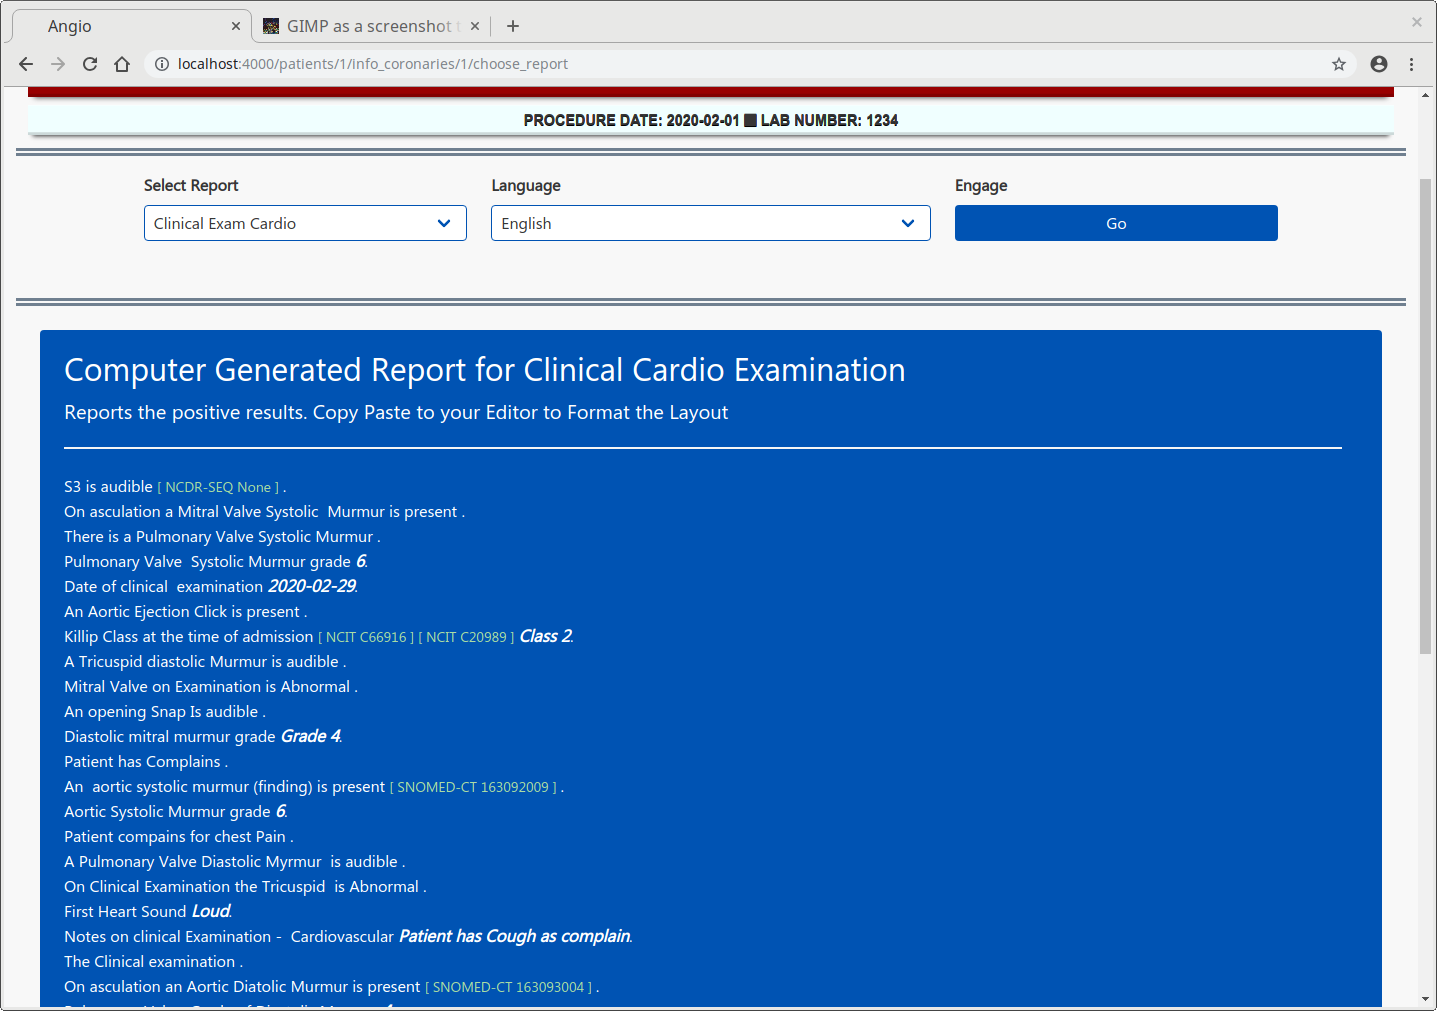 Angio
GIMP as a screenshot
localhost:4000/patients/1/info_coronaries/1/choose_report
PROCEDURE DATE: 2020-02-01 ■ LAB NUMBER: 1234
Select Report Language Engage
Clinical Exam Cardio English Go
Computer Generated Report for Clinical Cardio Examination
Reports the positive results. Copy Paste to your Editor to Format the Layout
S3 is audible [ NCDR-SEQ None ] .
On asculation a Mitral Valve Systolic Murmur is present .
There is a Pulmonary Valve Systolic Murmur .
Pulmonary Valve Systolic Murmur grade 6.
Date of clinical examination 2020-02-29.
An Aortic Ejection Click is present .
Killip Class at the time of admission [ NCIT C66916 ] [ NCIT C20989 ] Class 2.
A Tricuspid diastolic Murmur is audible .
Mitral Valve on Examination is Abnormal .
An opening Snap Is audible .
Diastolic mitral murmur grade Grade 4.
Patient has Complains .
An aortic systolic murmur (finding) is present [ SNOMED-CT 163092009 ] .
Aortic Systolic Murmur grade 6.
Patient compains for chest Pain .
A Pulmonary Valve Diastolic Myrmur is audible .
On Clinical Examination the Tricuspid is Abnormal .
First Heart Sound Loud.
Notes on clinical Examination - Cardiovascular Patient has Cough as complain.
The Clinical examination .
On asculation an Aortic Diatolic Murmur is present [ SNOMED-CT 163093004 ] .